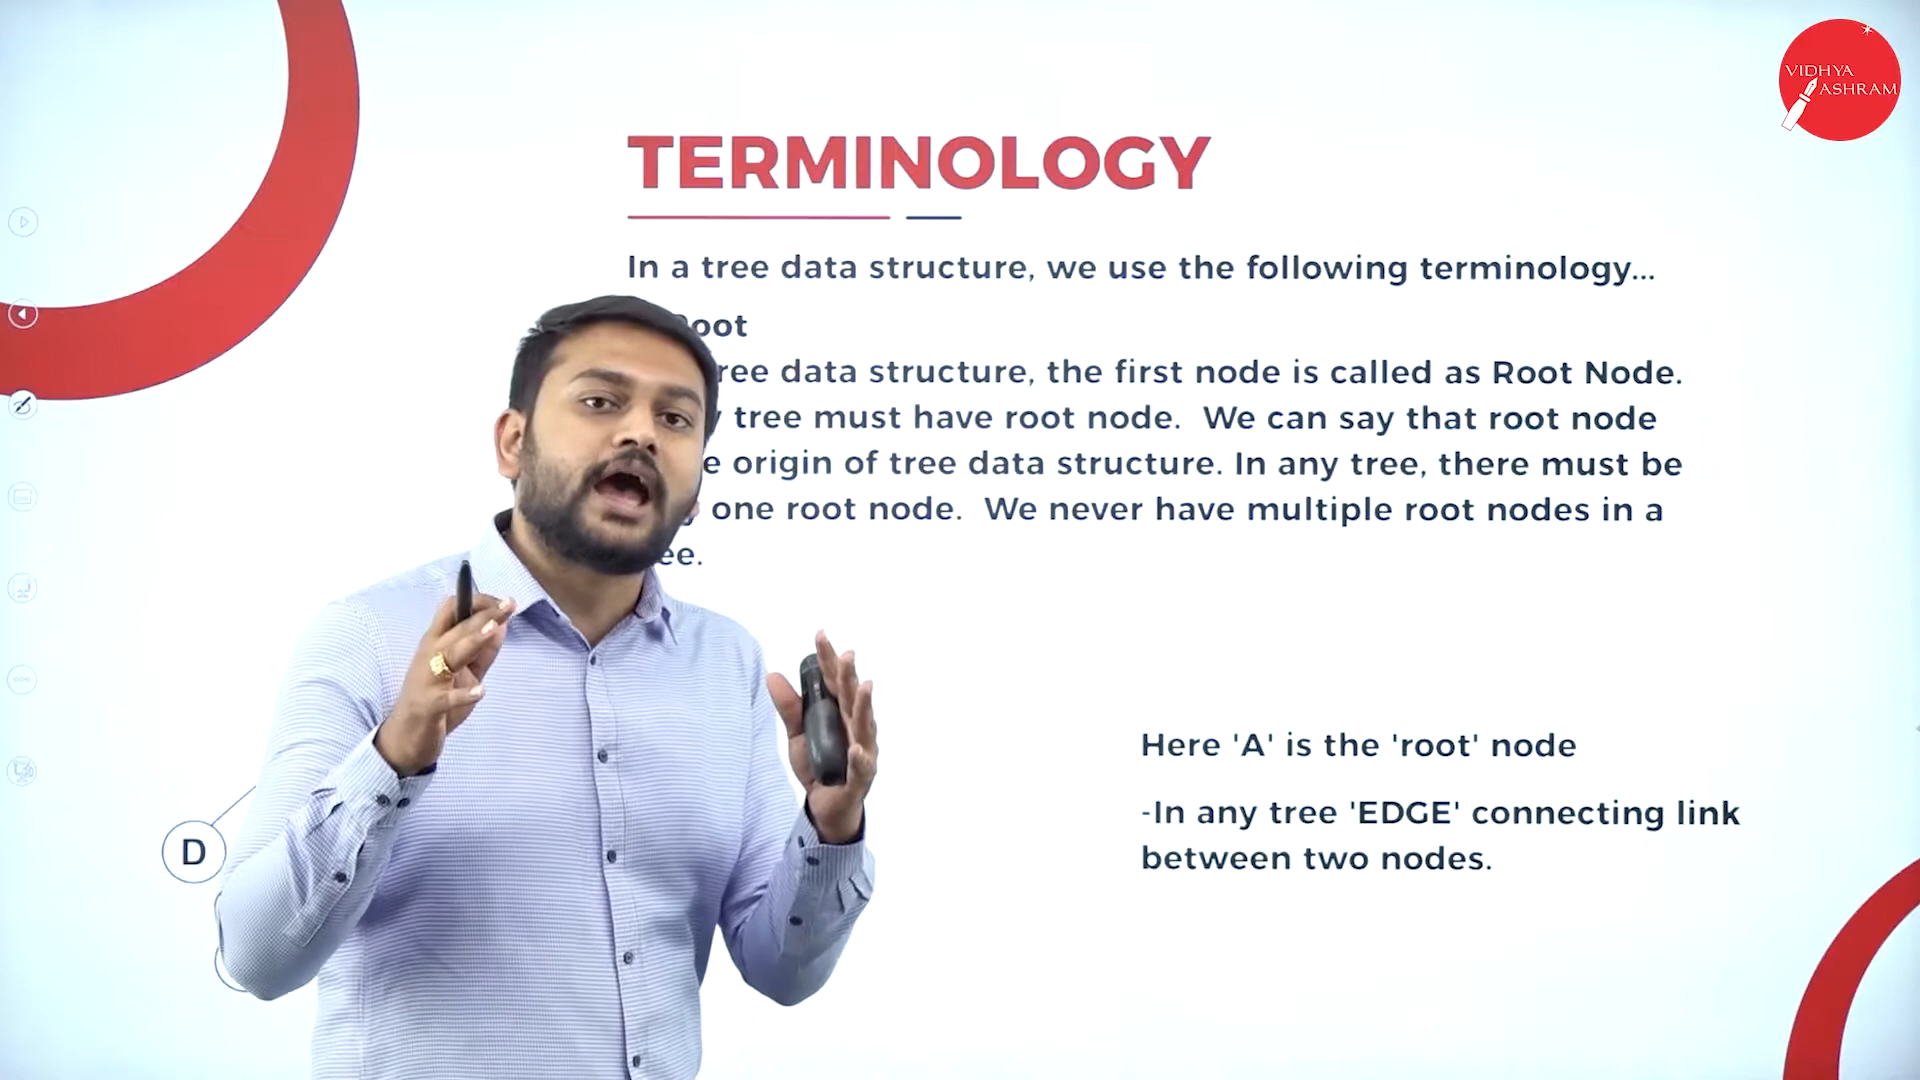 VIDHYA
ASHRAM
TERMINOLOGY
In a tree data structure, we use the following terminology...
data structure, the first node is called as Root Node.
tree must have root node. We can say that root node
origin of tree data structure. In any tree, there must be
one root node. We never have multiple root nodes in a
Here 'A' is the 'root' node
-In any tree 'EDGE' connecting link
between two nodes.
D